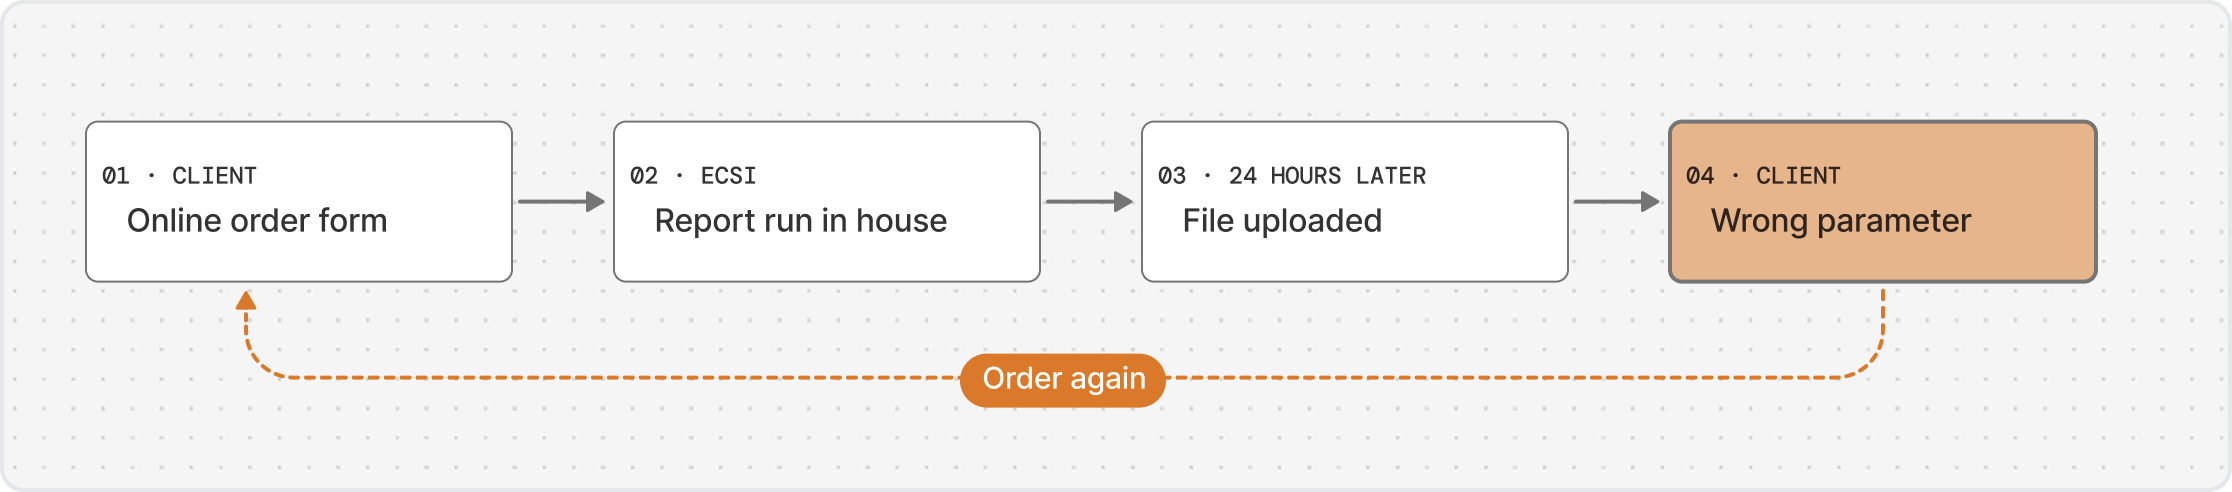 01 · CLIENT
Online order form
02 · ECSI
Report run in house
03 · 24 HOURS LATER
File uploaded
04 · CLIENT
Wrong parameter
Order again